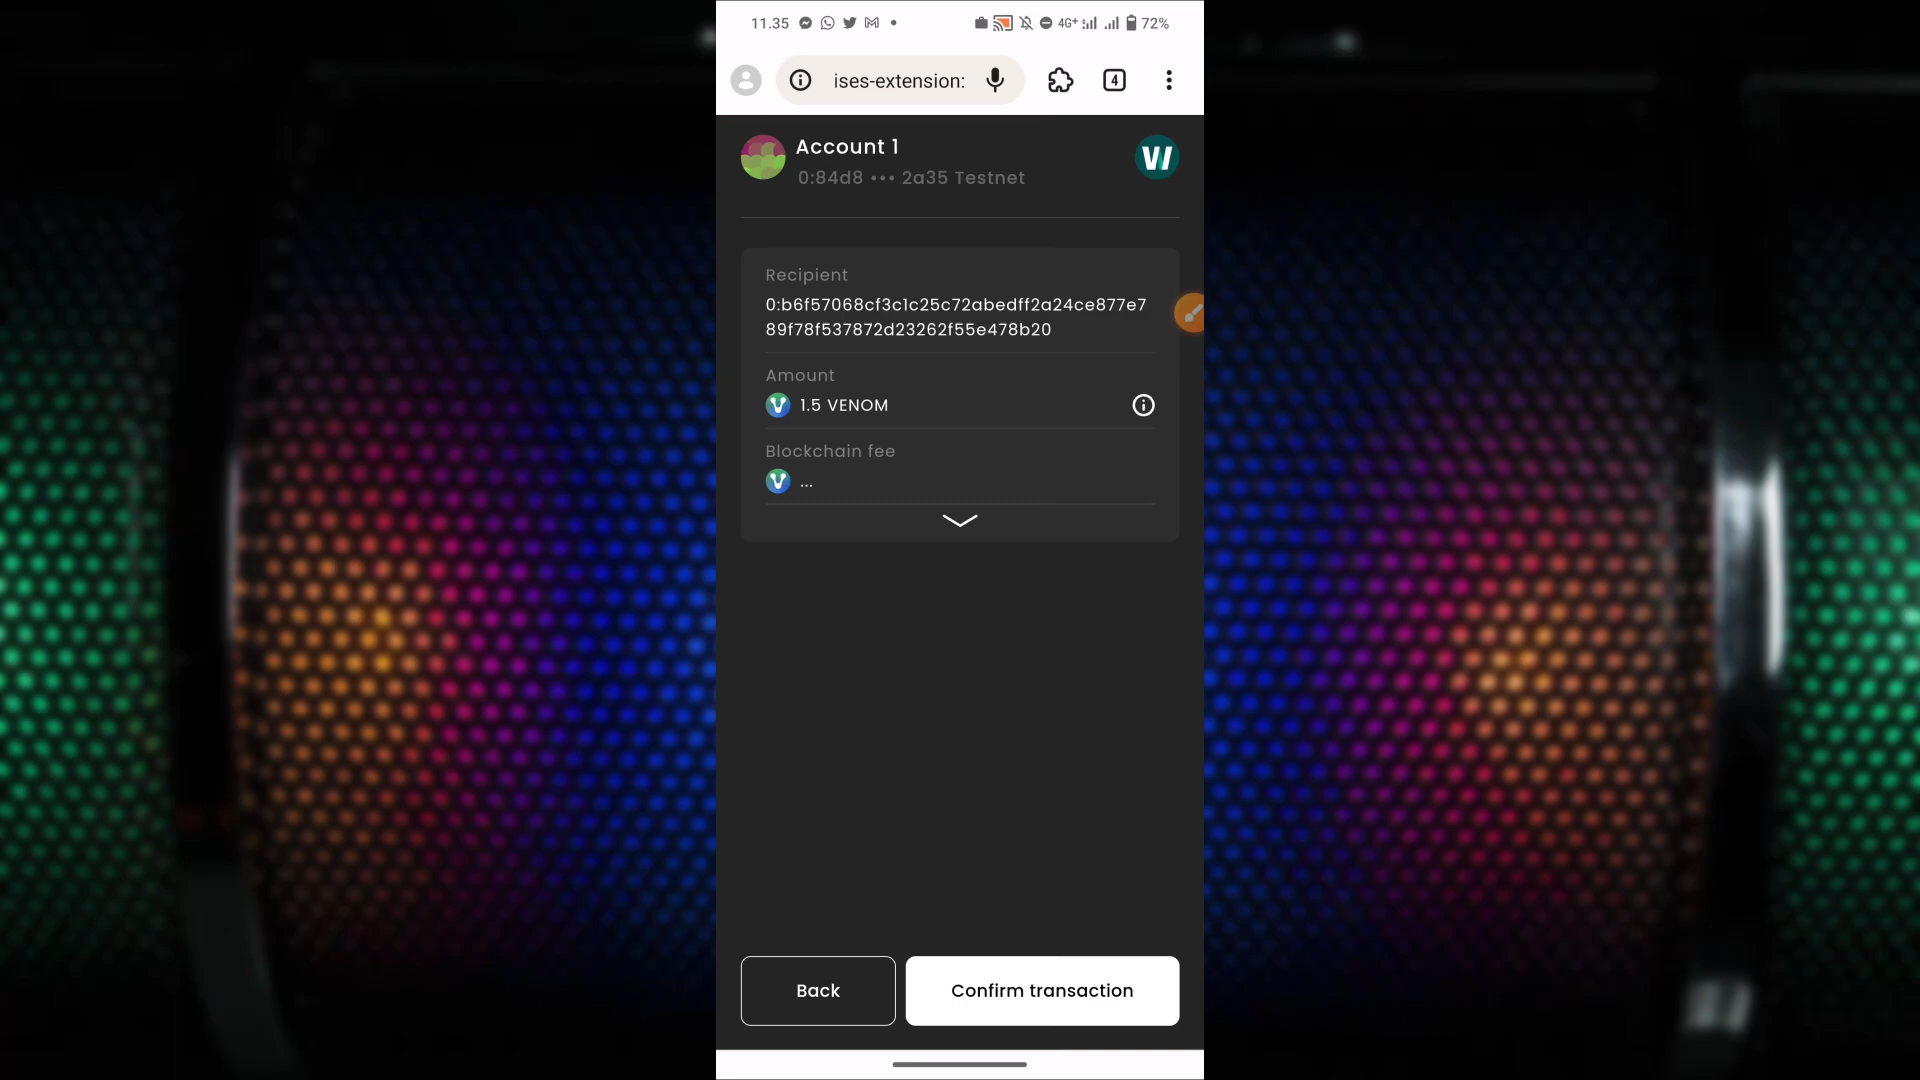 11.35
4G+
72%
ises-extension:
4
Account 1
0:84d8 ••• 2a35 Testnet
Recipient
0:b6f57068cf3c1c25c72abedff2a24ce877e7
89f78f537872d23262f55e478b20
Amount
1.5 VENOM
Blockchain fee
...
Back
Confirm transaction